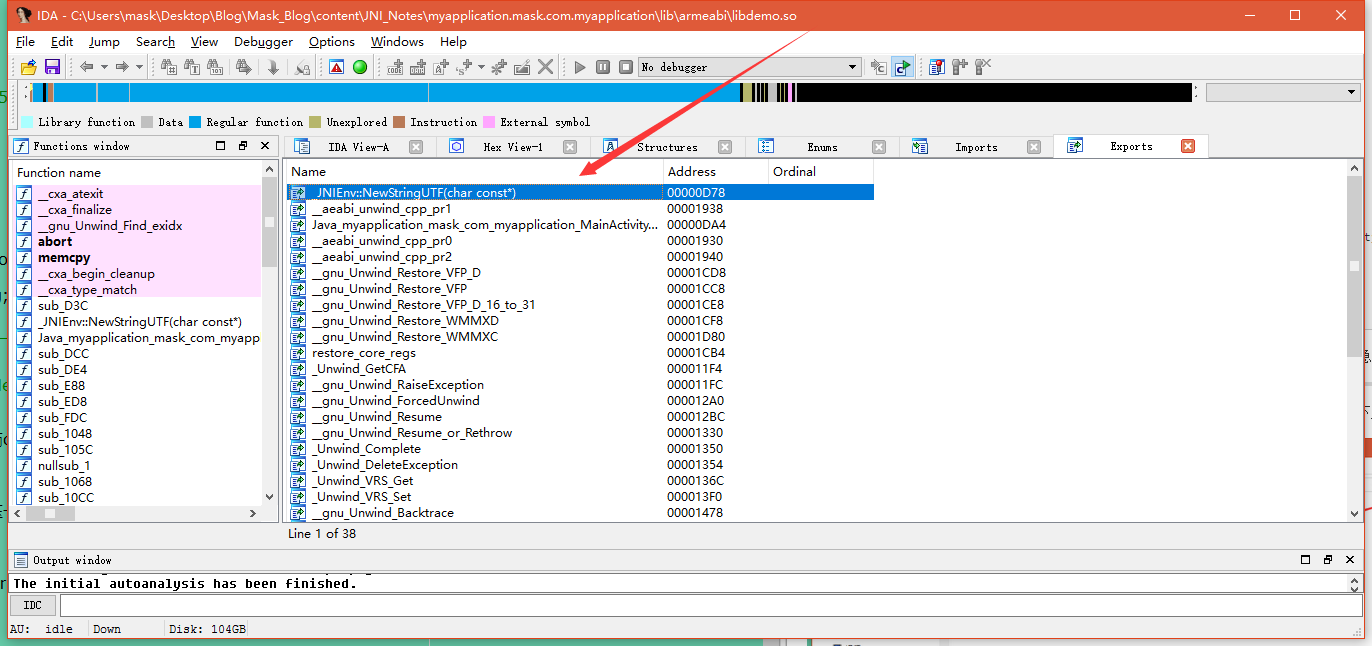 IDA - C:\Users\mask\Desktop\Blog\Mask_Blog\content\JNI_Notes\myapplication.mask.com.myapplication\lib\armeabi\libdemo.so
File Edit Jump Search View Debugger Options Windows Help
No debugger
Library function Data Regular function Unexplored Instruction External symbol
Functions window IDA View-A Hex View-1 Structures Enums Imports Exports
Function name
__cxa_atexit
__cxa_finalize
__gnu_Unwind_Find_exidx
abort
memcpy
__cxa_begin_cleanup
__cxa_type_match
sub_D3C
_JNIEnv::NewStringUTF(char const*)
Java_myapplication_mask_com_myapp
sub_DCC
sub_DE4
sub_E88
sub_ED8
sub_FDC
sub_1048
sub_105C
nullsub_1
sub_1068
sub_10CC
Name Address Ordinal
_JNIEnv::NewStringUTF(char const*) 00000D78
__aeabi_unwind_cpp_pr1 00001938
Java_myapplication_mask_com_myapplication_MainActivity... 00000DA4
__aeabi_unwind_cpp_pr0 00001930
__aeabi_unwind_cpp_pr2 00001940
__gnu_Unwind_Restore_VFP_D 00001CD8
__gnu_Unwind_Restore_VFP 00001CC8
__gnu_Unwind_Restore_VFP_D_16_to_31 00001CE8
__gnu_Unwind_Restore_WMMXD 00001CF8
__gnu_Unwind_Restore_WMMXC 00001D80
restore_core_regs 00001CB4
_Unwind_GetCFA 000011F4
__gnu_Unwind_RaiseException 000011FC
__gnu_Unwind_ForcedUnwind 000012A0
__gnu_Unwind_Resume 000012BC
__gnu_Unwind_Resume_or_Rethrow 00001330
_Unwind_Complete 00001350
_Unwind_DeleteException 00001354
_Unwind_VRS_Get 0000136C
_Unwind_VRS_Set 000013F0
__gnu_Unwind_Backtrace 00001478
Line 1 of 38
Output window
The initial autoanalysis has been finished.
IDC
AU: idle Down Disk: 104GB